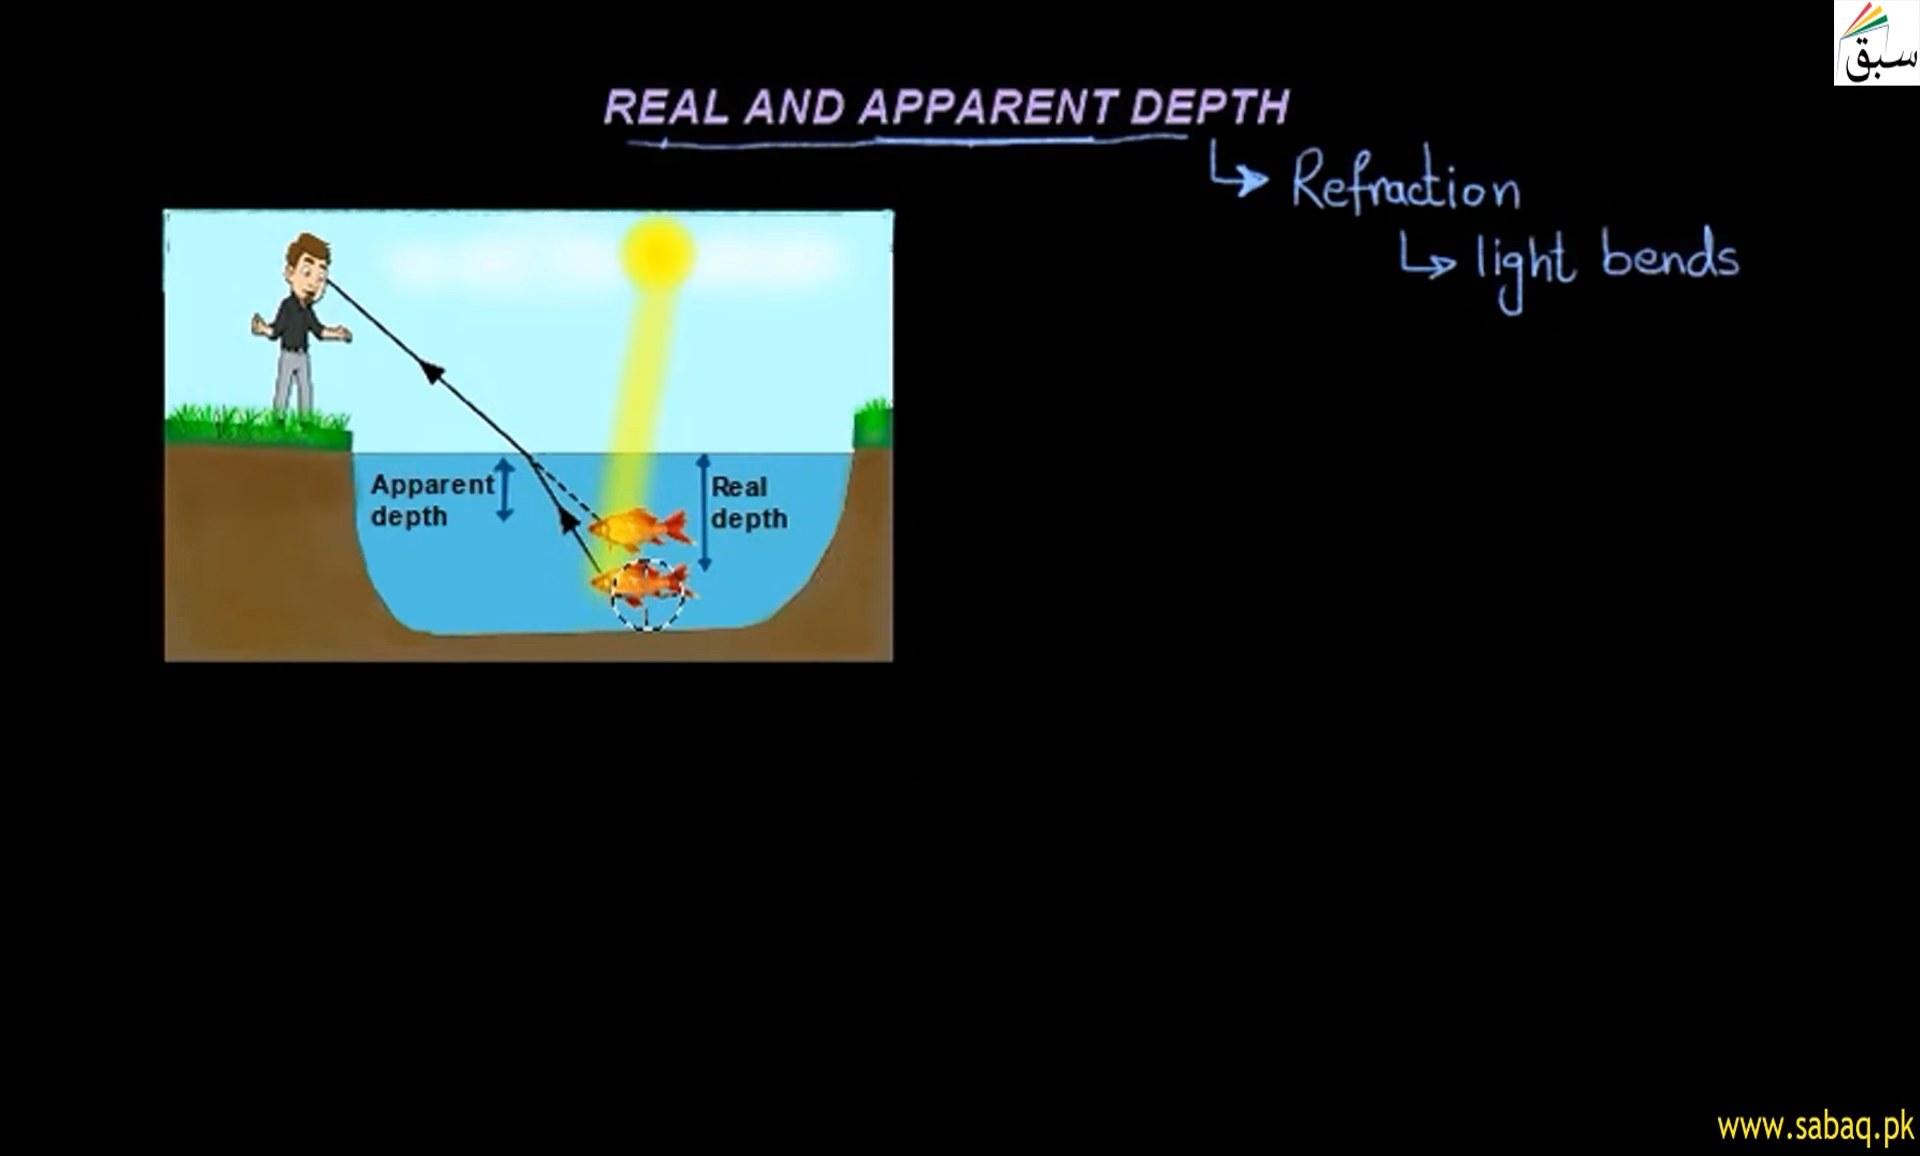 سبق
REAL AND APPARENT DEPTH
↳ Refraction
↳ light bends
Apparent
depth
Real
depth
www.sabaq.pk